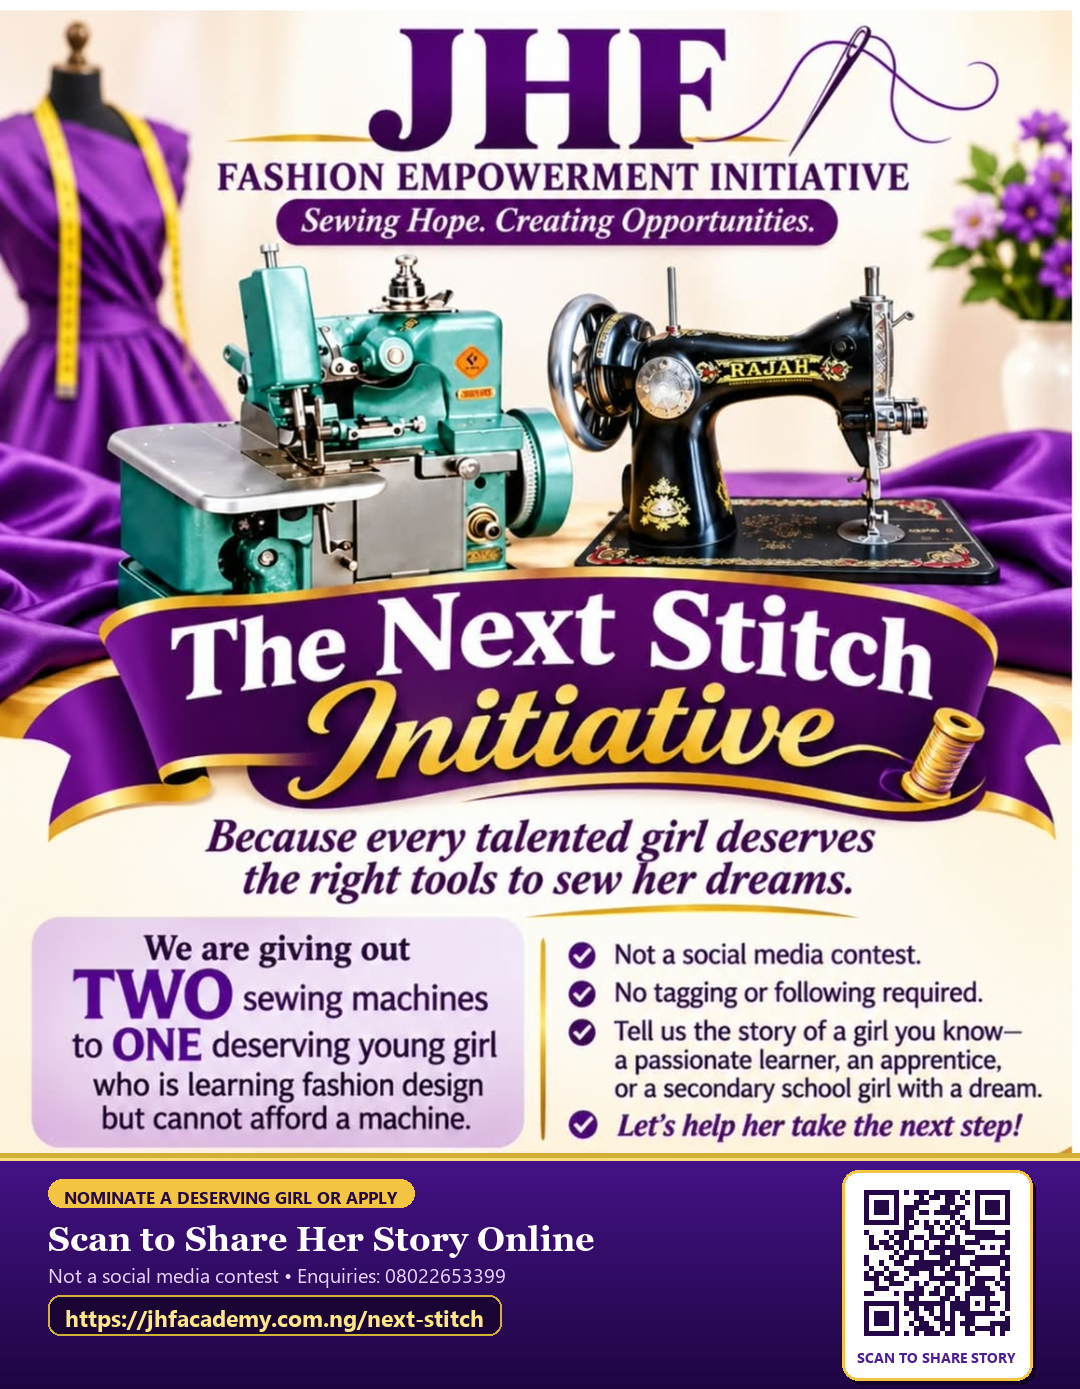 JHF
FASHION EMPOWERMENT INITIATIVE
Sewing Hope. Creating Opportunities.
RAJAH
The Next Stitch
Initiative
Because every talented girl deserves
the right tools to sew her dreams.
We are giving out
TWO sewing machines
to ONE deserving young girl
who is learning fashion design
but cannot afford a machine.
Not a social media contest.
No tagging or following required.
Tell us the story of a girl you know—
a passionate learner, an apprentice,
or a secondary school girl with a dream.
Let's help her take the next step!
NOMINATE A DESERVING GIRL OR APPLY
Scan to Share Her Story Online
Not a social media contest • Enquiries: 08022653399
https://jhfacademy.com.ng/next-stitch
SCAN TO SHARE STORY